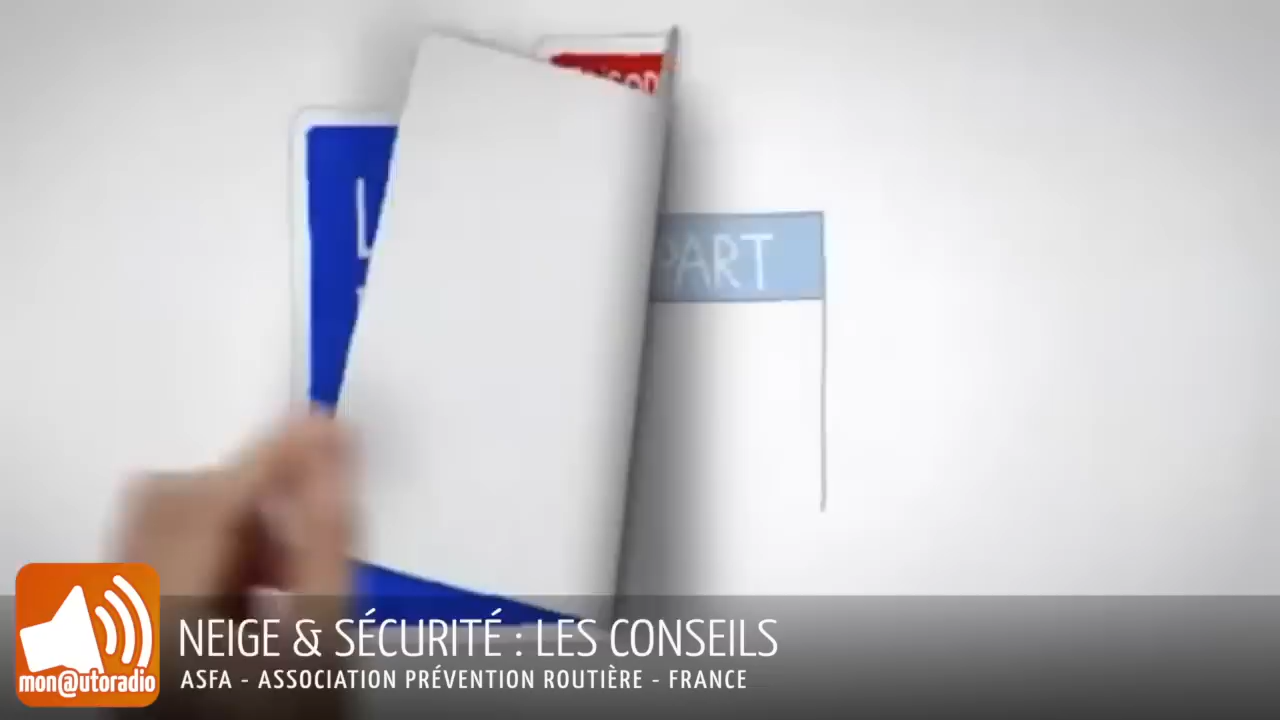 PART
NEIGE & SÉCURITÉ : LES CONSEILS
ASFA - ASSOCIATION PRÉVENTION ROUTIÈRE - FRANCE
mon@utoradio